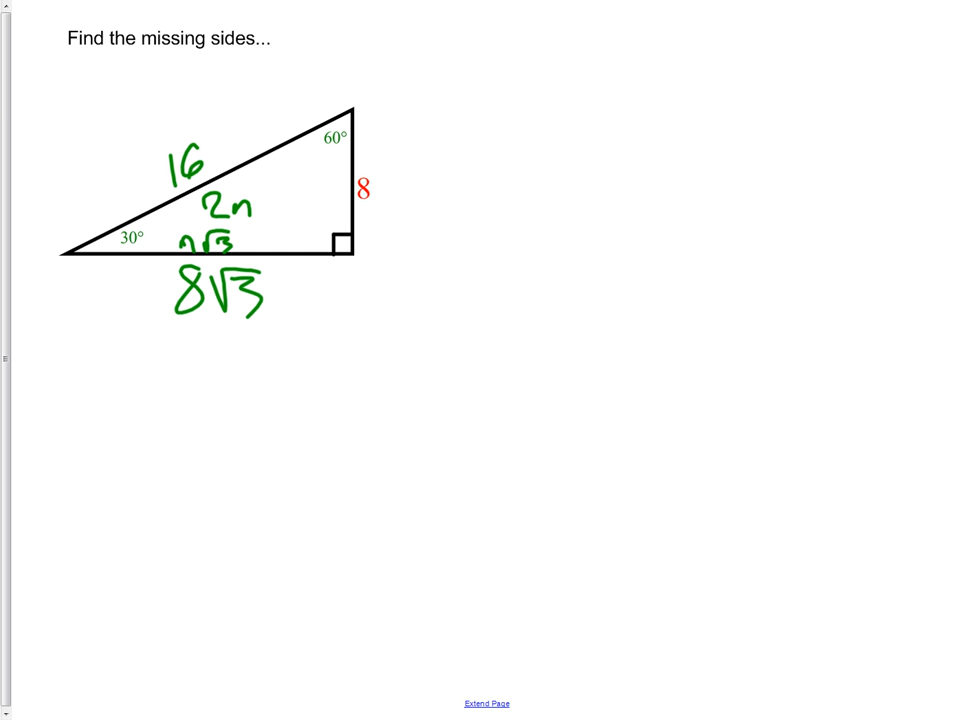 Find the missing sides...
60°
16
8
2n
30°
n√3
8√3
Extend Page